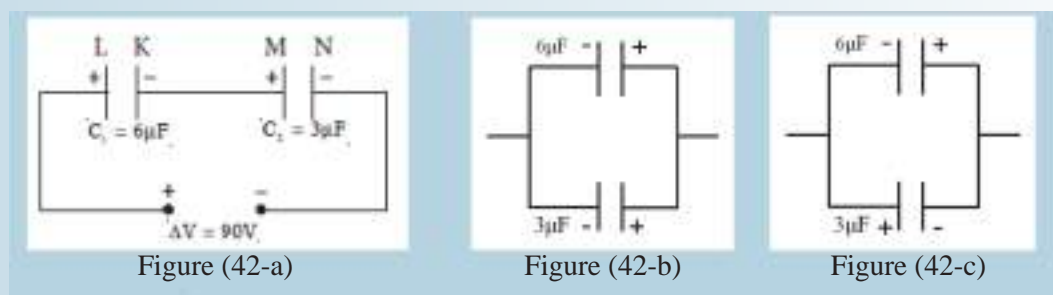 L K M N
+ - + -
C₁ = 6μF C₂ = 3μF
+ -
ΔV = 90V
Figure (42-a)
6μF - +
3μF - +
Figure (42-b)
6μF - +
3μF + -
Figure (42-c)